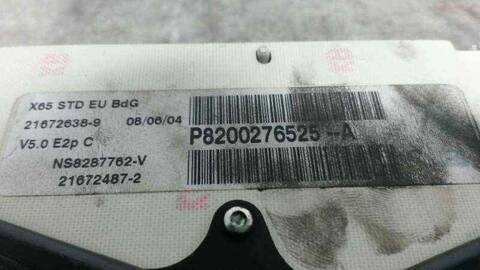 X65 STD EU BdG
21672638-9 08/06/04
V5.0 E2p C
P8200276525--A
NS8287762-V
21672487-2